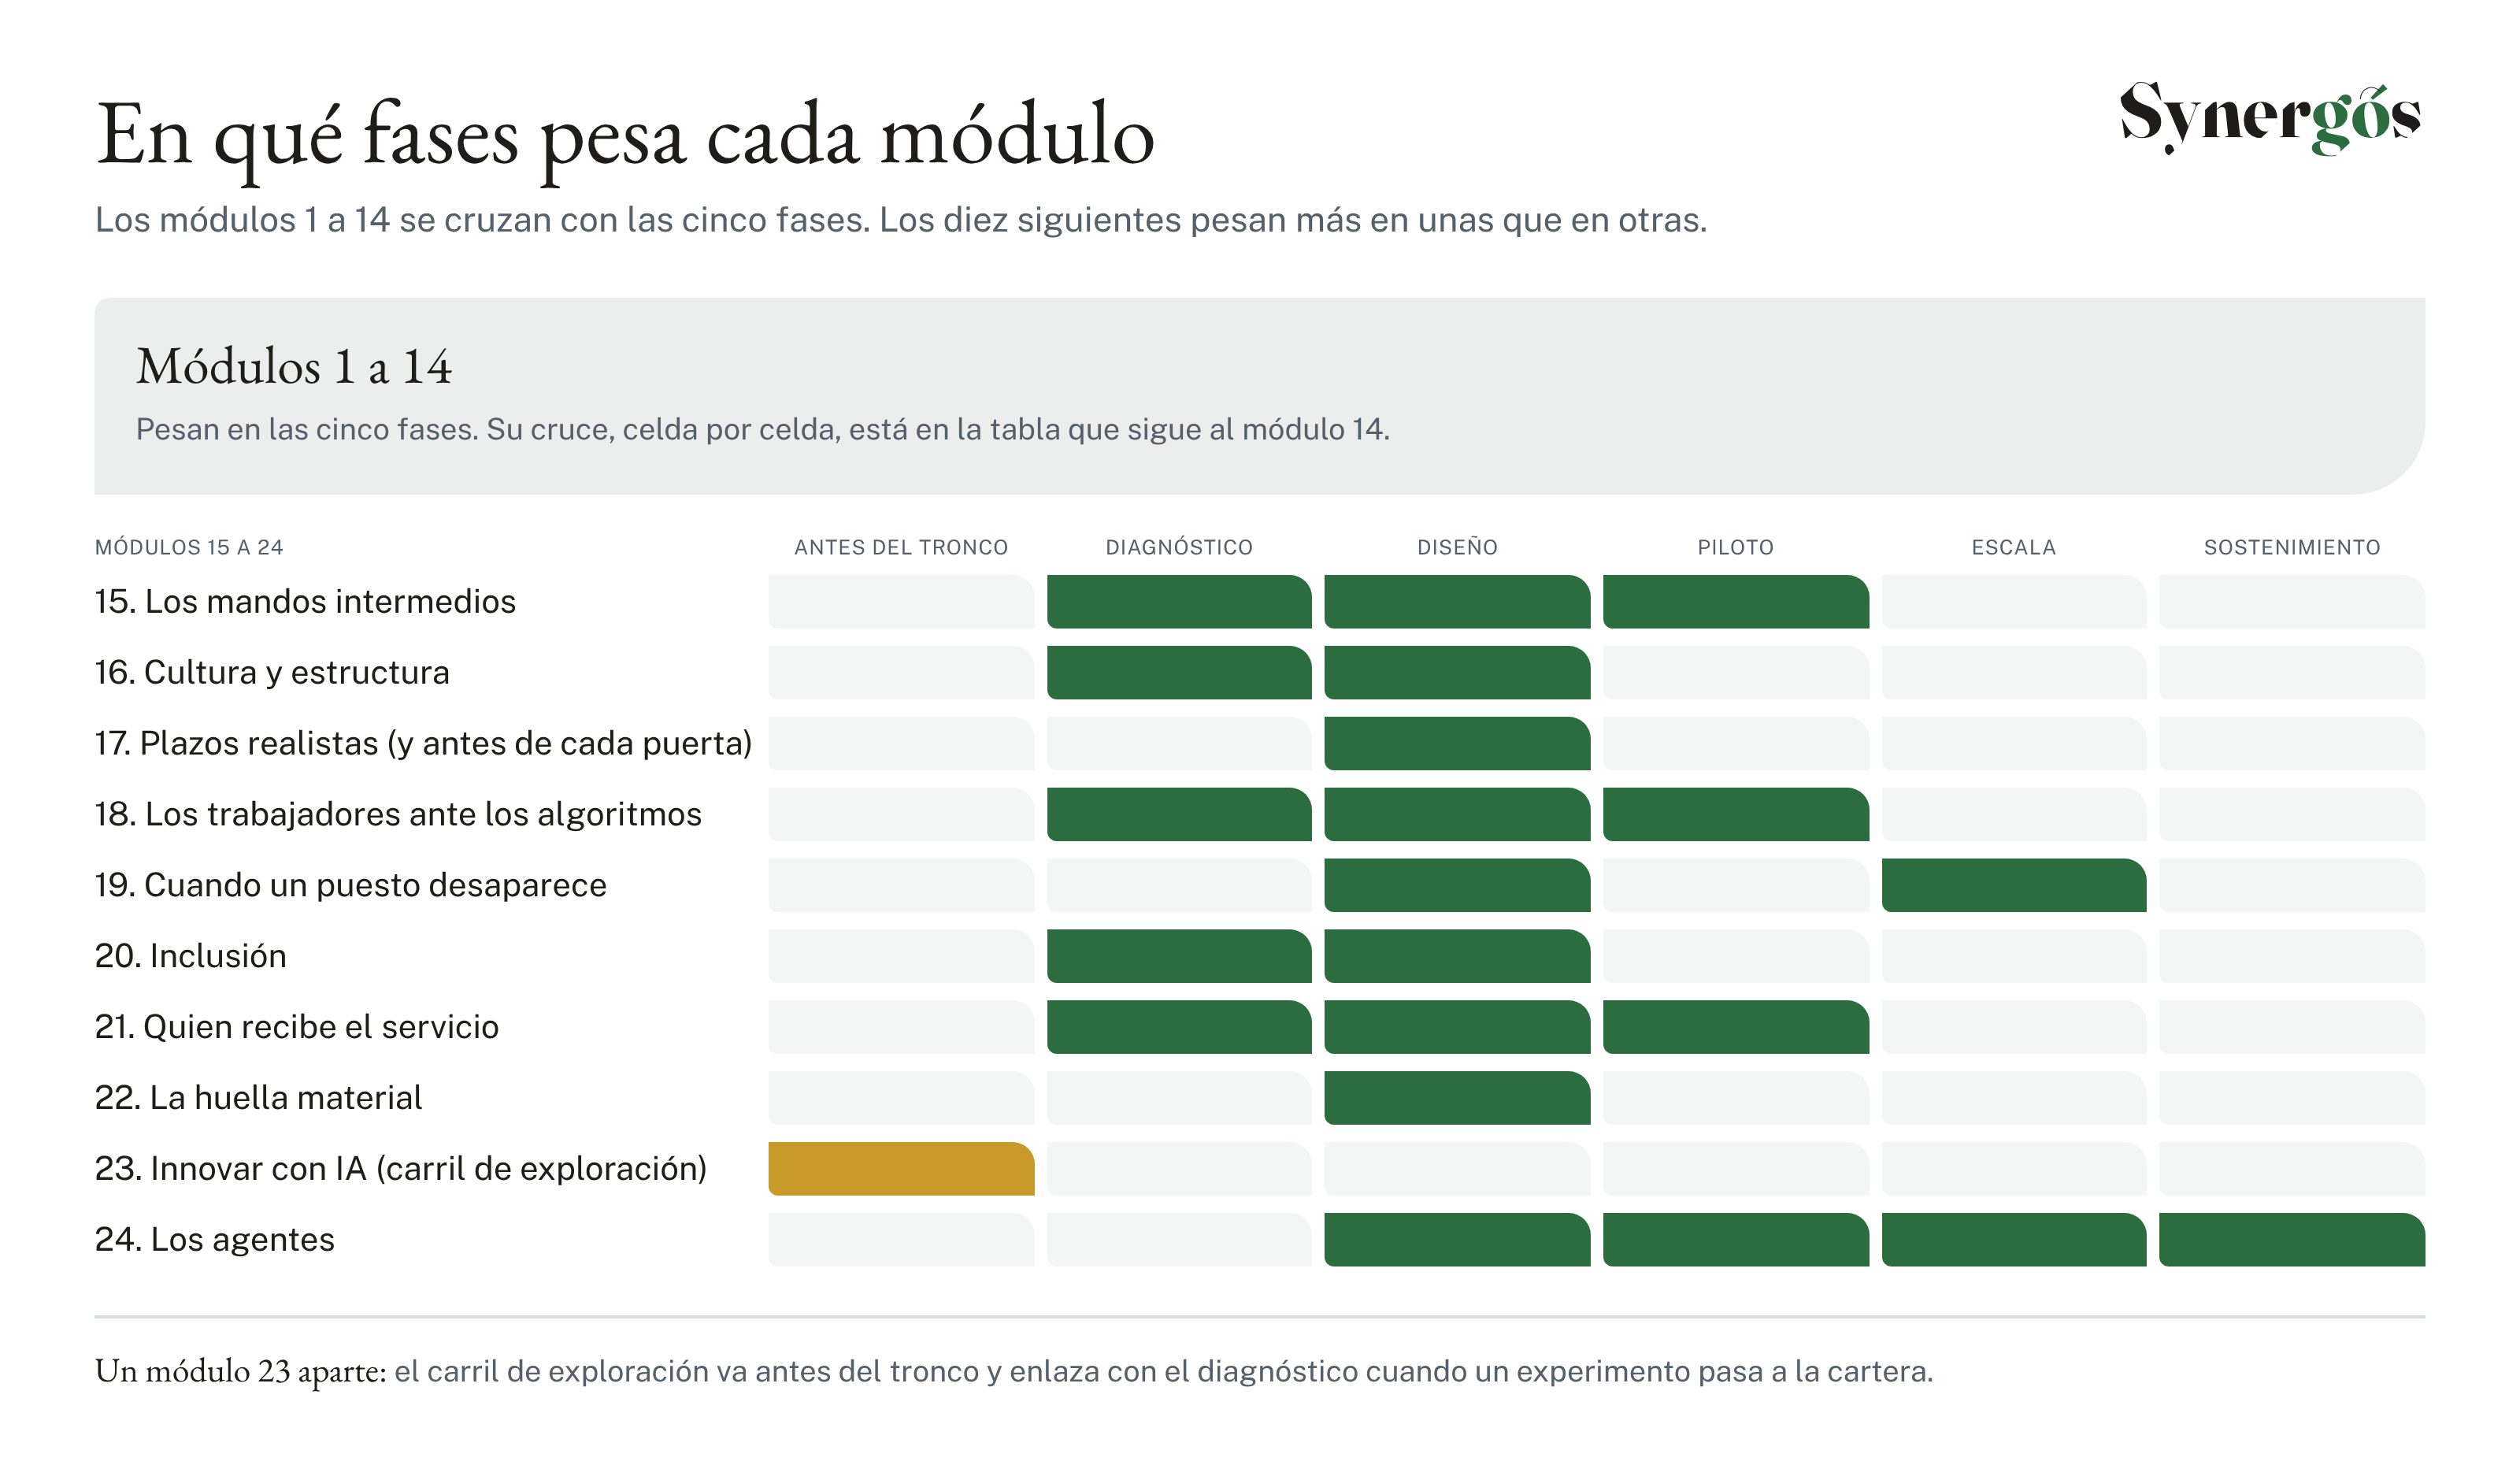 En qué fases pesa cada módulo
Synergós
Los módulos 1 a 14 se cruzan con las cinco fases. Los diez siguientes pesan más en unas que en otras.
Módulos 1 a 14
Pesan en las cinco fases. Su cruce, celda por celda, está en la tabla que sigue al módulo 14.
MÓDULOS 15 A 24 ANTES DEL TRONCO DIAGNÓSTICO DISEÑO PILOTO ESCALA SOSTENIMIENTO
15. Los mandos intermedios
16. Cultura y estructura
17. Plazos realistas (y antes de cada puerta)
18. Los trabajadores ante los algoritmos
19. Cuando un puesto desaparece
20. Inclusión
21. Quien recibe el servicio
22. La huella material
23. Innovar con IA (carril de exploración)
24. Los agentes
Un módulo 23 aparte: el carril de exploración va antes del tronco y enlaza con el diagnóstico cuando un experimento pasa a la cartera.